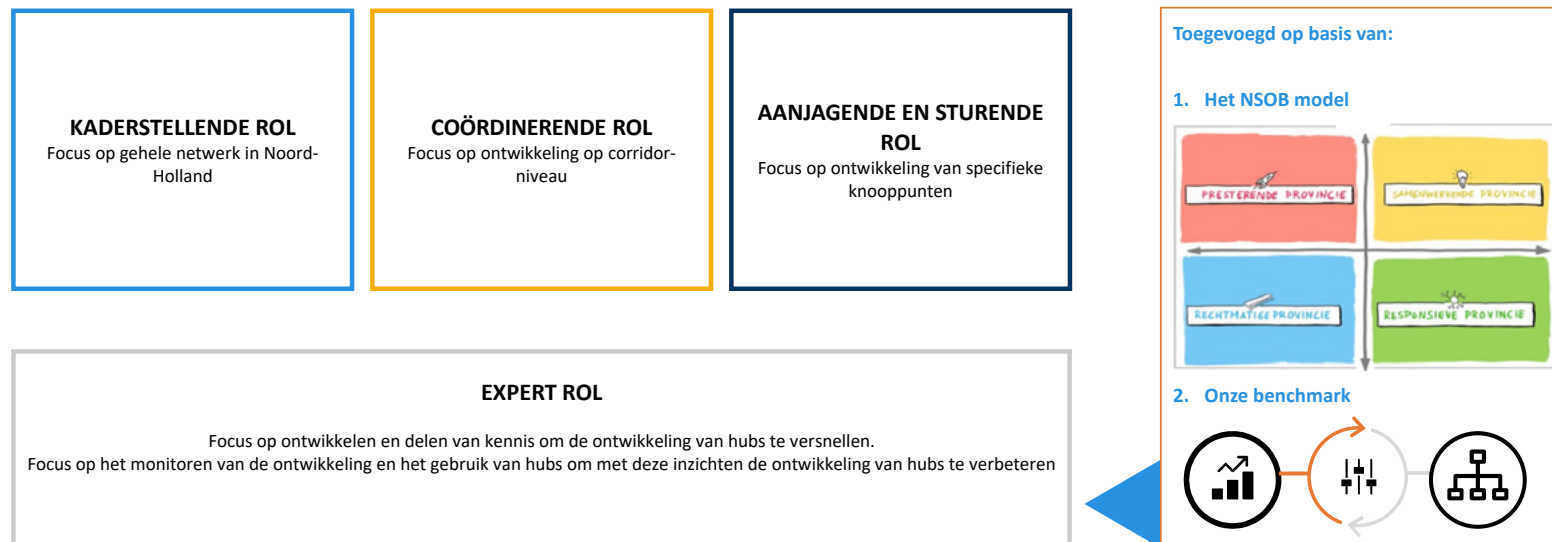 KADERSTELLENDE ROL
Focus op gehele netwerk in Noord-
Holland
COÖRDINERENDE ROL
Focus op ontwikkeling op corridor-
niveau
AANJAGENDE EN STURENDE
ROL
Focus op ontwikkeling van specifieke
knooppunten
EXPERT ROL
Focus op ontwikkelen en delen van kennis om de ontwikkeling van hubs te versnellen.
Focus op het monitoren van de ontwikkeling en het gebruik van hubs om met deze inzichten de ontwikkeling van hubs te verbeteren
Toegevoegd op basis van:
1. Het NSOB model
PRESTERENDE PROVINCIE
SAMENWERKENDE PROVINCIE
RECHTMATIGE PROVINCIE
RESPONSIEVE PROVINCIE
2. Onze benchmark